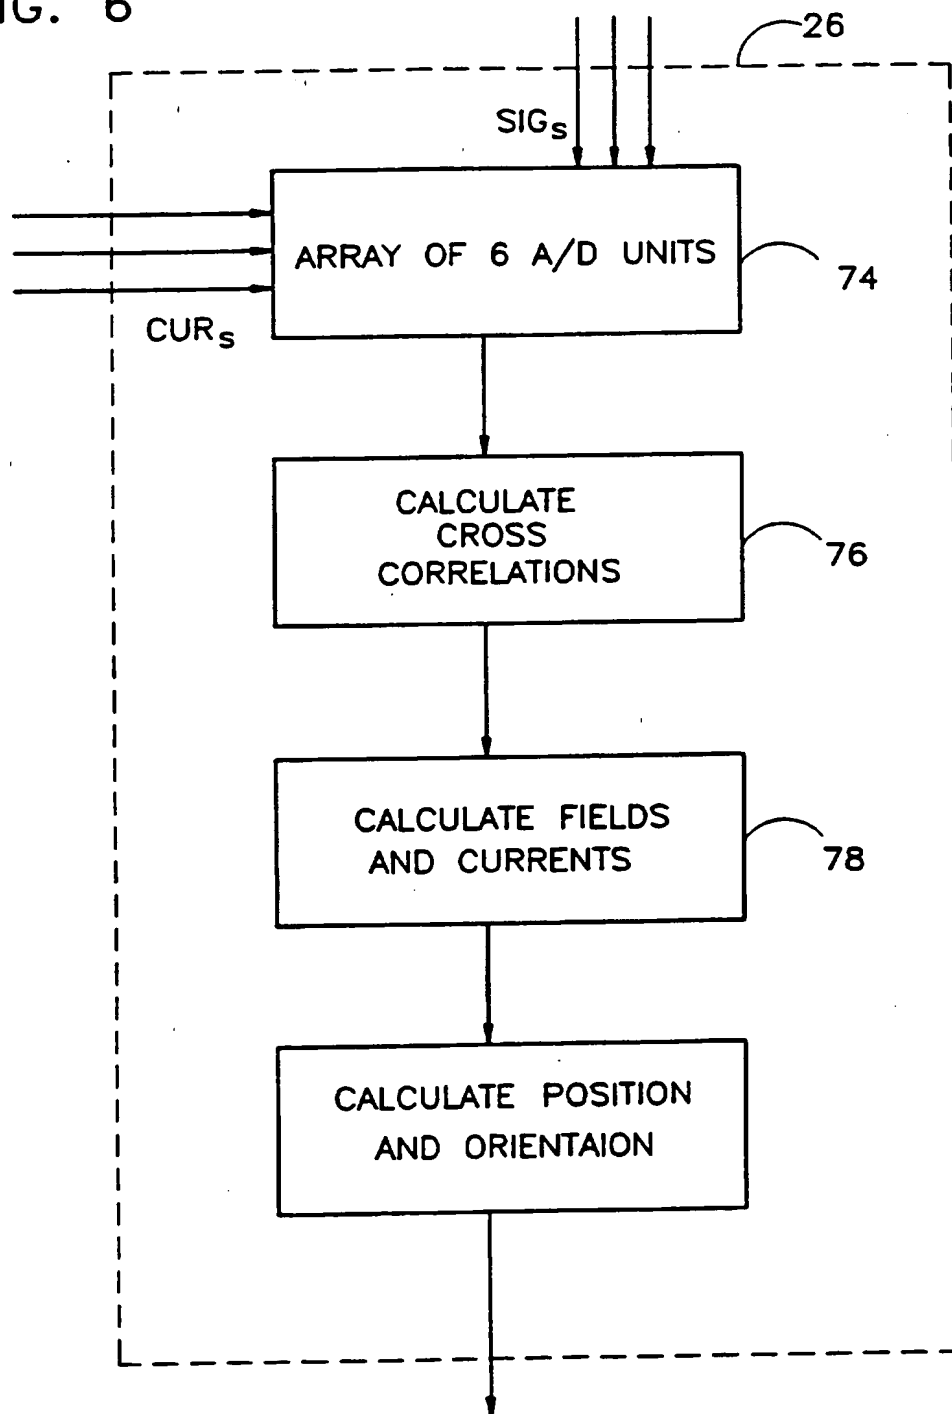 IG. 6
26
SIGs
ARRAY OF 6 A/D UNITS
74
CURs
CALCULATE
CROSS
CORRELATIONS
76
CALCULATE FIELDS
AND CURRENTS
78
CALCULATE POSITION
AND ORIENTAION